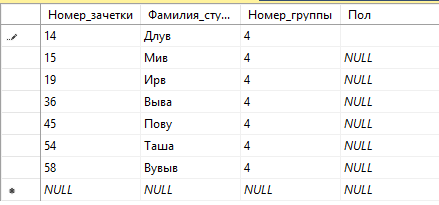 Номер_зачетки Фамилия_сту... Номер_группы Пол
14 Длув 4
15 Мив 4 NULL
19 Ирв 4 NULL
36 Выва 4 NULL
45 Пову 4 NULL
54 Таша 4 NULL
58 Вувыв 4 NULL
NULL NULL NULL NULL